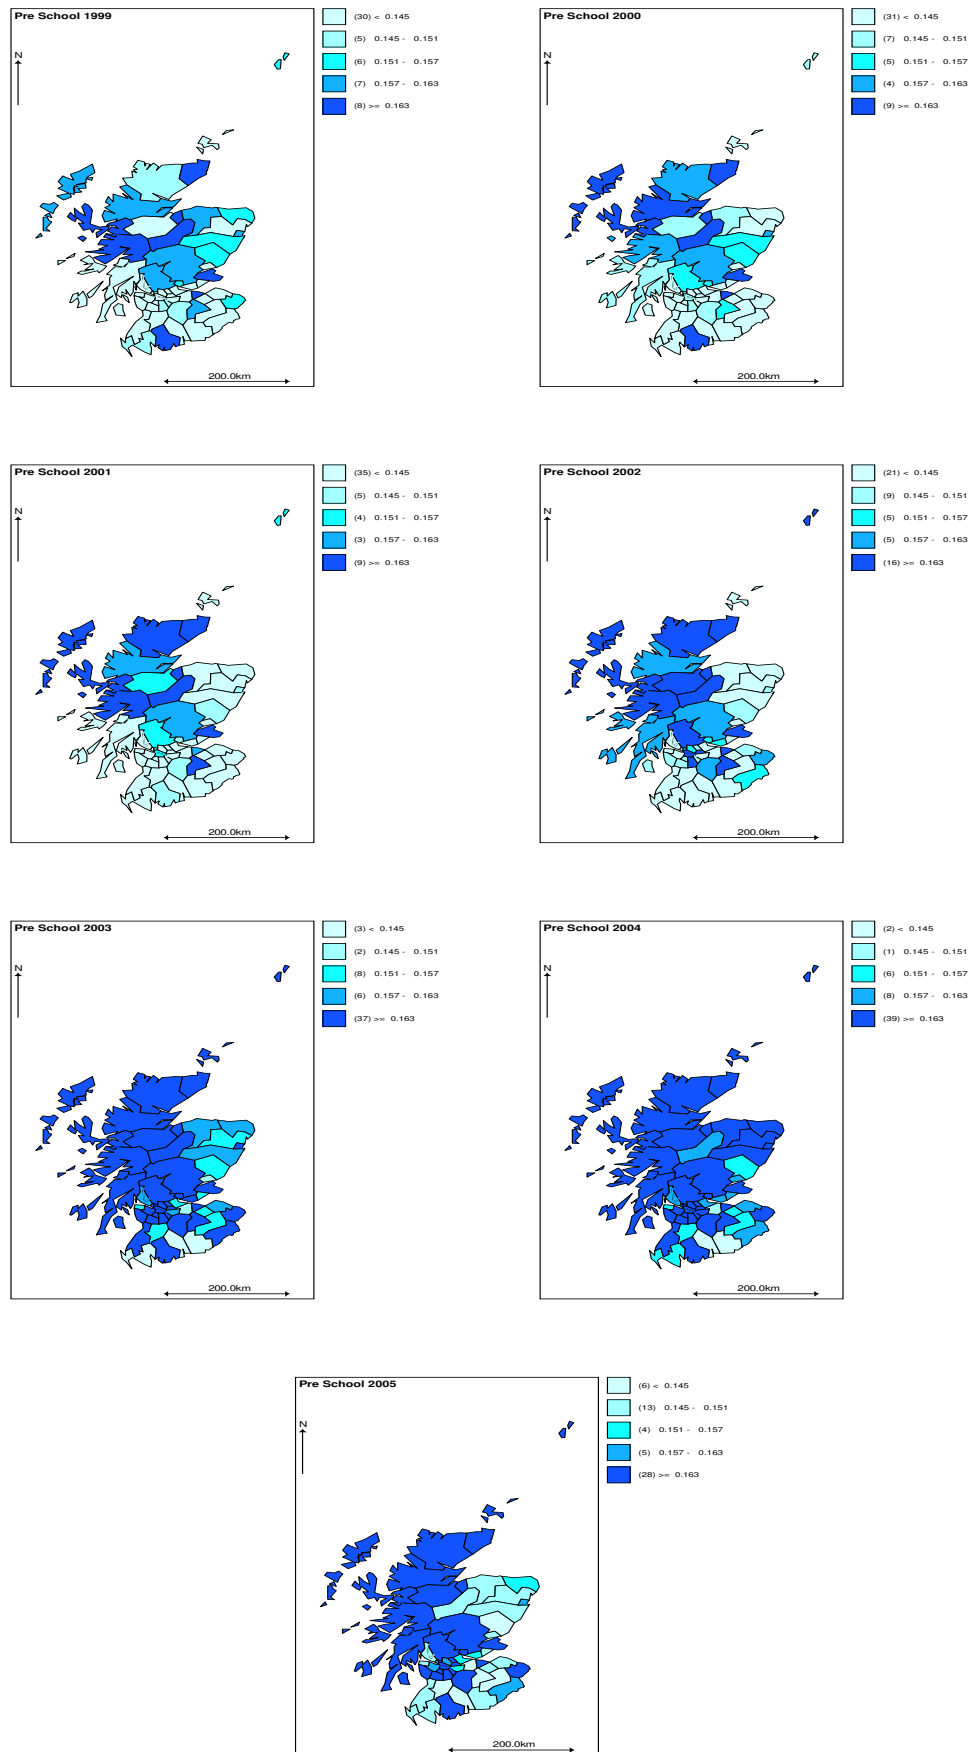 Pre School 1999
(30) < 0.145
(5) 0.145 - 0.151
(6) 0.151 - 0.157
(7) 0.157 - 0.163
(8) >= 0.163
N
200.0km
Pre School 2000
(31) < 0.145
(7) 0.145 - 0.151
(5) 0.151 - 0.157
(4) 0.157 - 0.163
(9) >= 0.163
N
200.0km
Pre School 2001
(35) < 0.145
(5) 0.145 - 0.151
(4) 0.151 - 0.157
(3) 0.157 - 0.163
(9) >= 0.163
N
200.0km
Pre School 2002
(21) < 0.145
(9) 0.145 - 0.151
(5) 0.151 - 0.157
(5) 0.157 - 0.163
(16) >= 0.163
N
200.0km
Pre School 2003
(3) < 0.145
(2) 0.145 - 0.151
(8) 0.151 - 0.157
(6) 0.157 - 0.163
(37) >= 0.163
N
200.0km
Pre School 2004
(2) < 0.145
(1) 0.145 - 0.151
(6) 0.151 - 0.157
(8) 0.157 - 0.163
(39) >= 0.163
N
200.0km
Pre School 2005
(6) < 0.145
(13) 0.145 - 0.151
(4) 0.151 - 0.157
(5) 0.157 - 0.163
(28) >= 0.163
N
200.0km